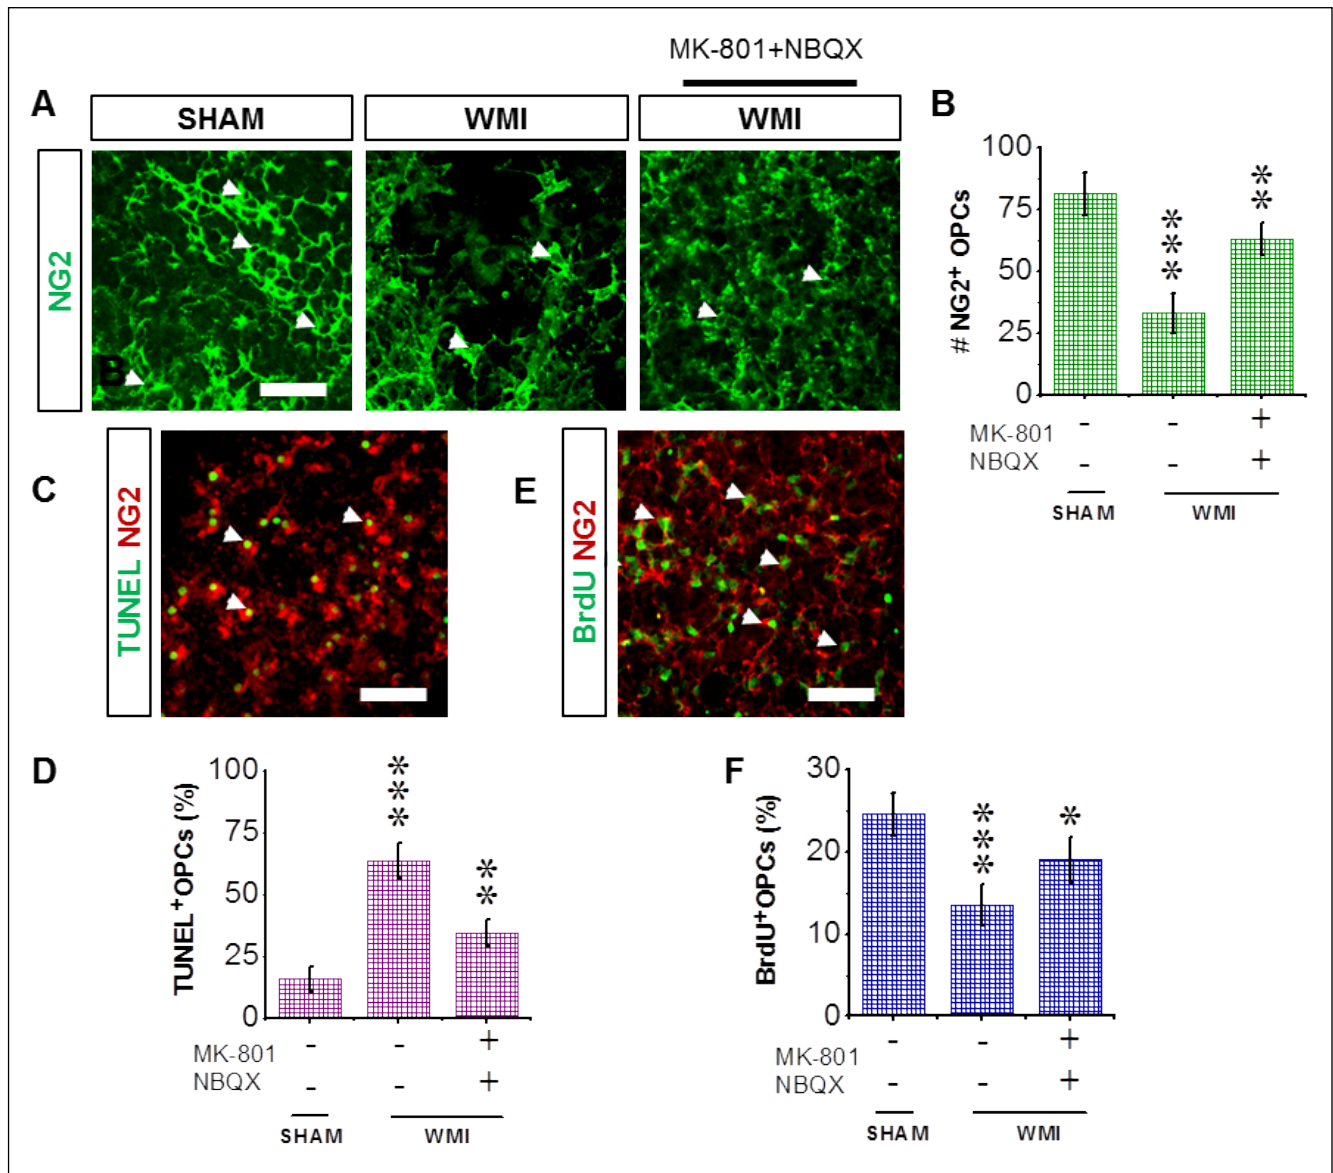 MK-801+NBQX
A
SHAM
WMI
WMI
NG2
B
B
100
75
50
25
0
# NG2+ OPCs
***
**
MK-801 - - +
NBQX - - +
SHAM WMI
C
TUNEL NG2
E
BrdU NG2
D
100
75
50
25
0
TUNEL+OPCs (%)
***
**
MK-801 - - +
NBQX - - +
SHAM WMI
F
30
20
10
0
BrdU+OPCs (%)
***
*
MK-801 - - +
NBQX - - +
SHAM WMI